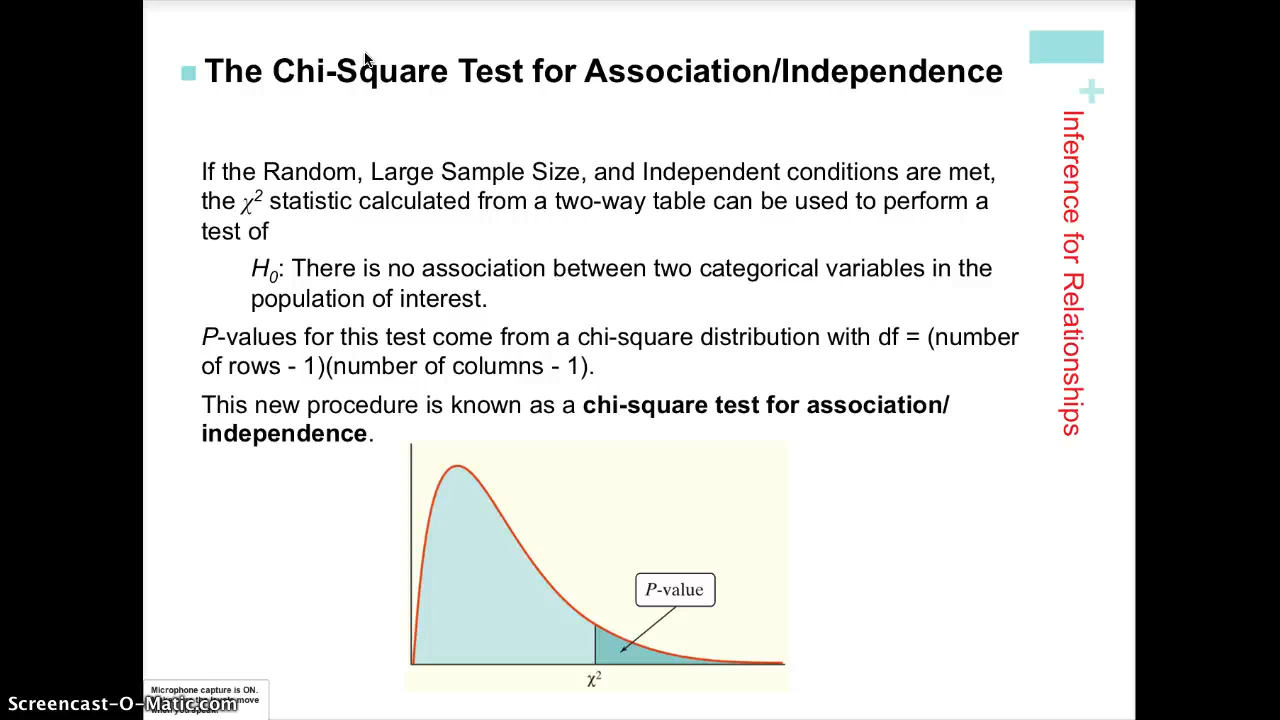 The Chi-Square Test for Association/Independence
+
Inference for Relationships
If the Random, Large Sample Size, and Independent conditions are met,
the χ² statistic calculated from a two-way table can be used to perform a
test of
H₀: There is no association between two categorical variables in the
population of interest.
P-values for this test come from a chi-square distribution with df = (number
of rows - 1)(number of columns - 1).
This new procedure is known as a chi-square test for association/
independence.
P-value
χ²
Microphone capture is ON.
move
Screencast-O-Matic.com